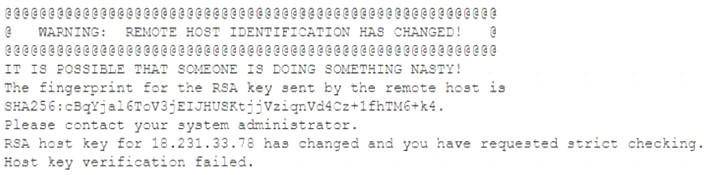 @@@@@@@@@@@@@@@@@@@@@@@@@@@@@@@@@@@@@@@@@@@@@@@@@@@@@@@@@@@
@   WARNING:  REMOTE HOST IDENTIFICATION HAS CHANGED!   @
@@@@@@@@@@@@@@@@@@@@@@@@@@@@@@@@@@@@@@@@@@@@@@@@@@@@@@@@@@@
IT IS POSSIBLE THAT SOMEONE IS DOING SOMETHING NASTY!
The fingerprint for the RSA key sent by the remote host is
SHA256:cBqYjal6ToV3jEIJHUSKtjjVziqnVd4Cz+1fhTM6+k4.
Please contact your system administrator.
RSA host key for 18.231.33.78 has changed and you have requested strict checking.
Host key verification failed.